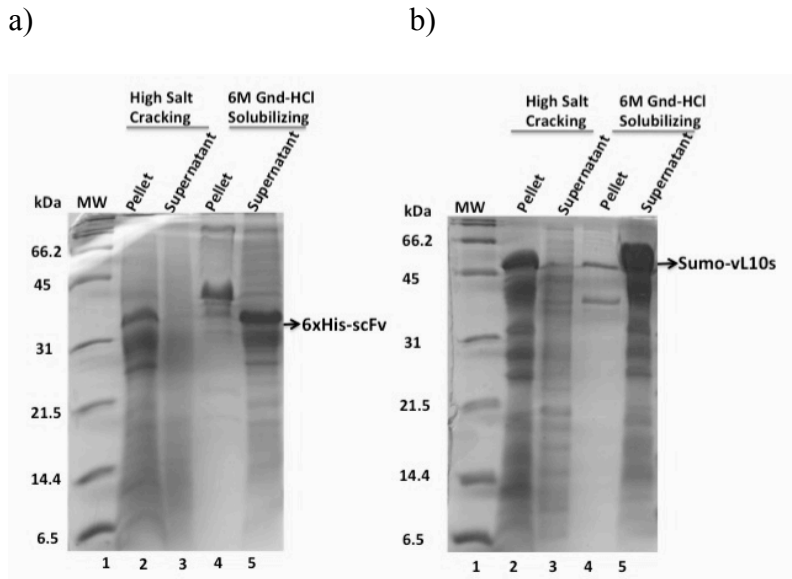 a)
High Salt
Cracking
6M Gnd-HCl
Solubilizing
kDa
MW
Pellet
Supernatant
Pellet
Supernatant
66.2
45
6xHis-scFv
31
21.5
14.4
6.5
1 2 3 4 5
b)
High Salt
Cracking
6M Gnd-HCl
Solubilizing
kDa
MW
Pellet
Supernatant
Pellet
Supernatant
66.2
Sumo-vL10s
45
31
21.5
14.4
6.5
1 2 3 4 5